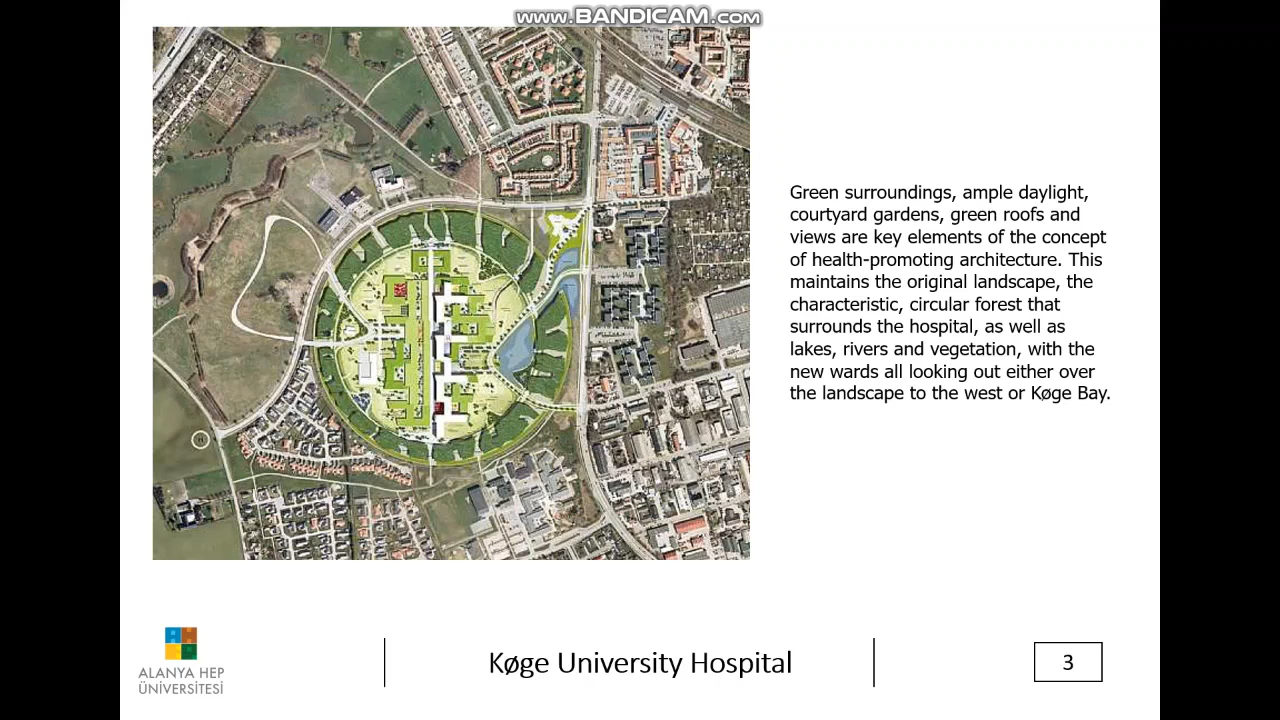 www.BANDICAM.com
Green surroundings, ample daylight,
courtyard gardens, green roofs and
views are key elements of the concept
of health-promoting architecture. This
maintains the original landscape, the
characteristic, circular forest that
surrounds the hospital, as well as
lakes, rivers and vegetation, with the
new wards all looking out either over
the landscape to the west or Køge Bay.
ALANYA HEP
ÜNİVERSİTESİ
Køge University Hospital
3